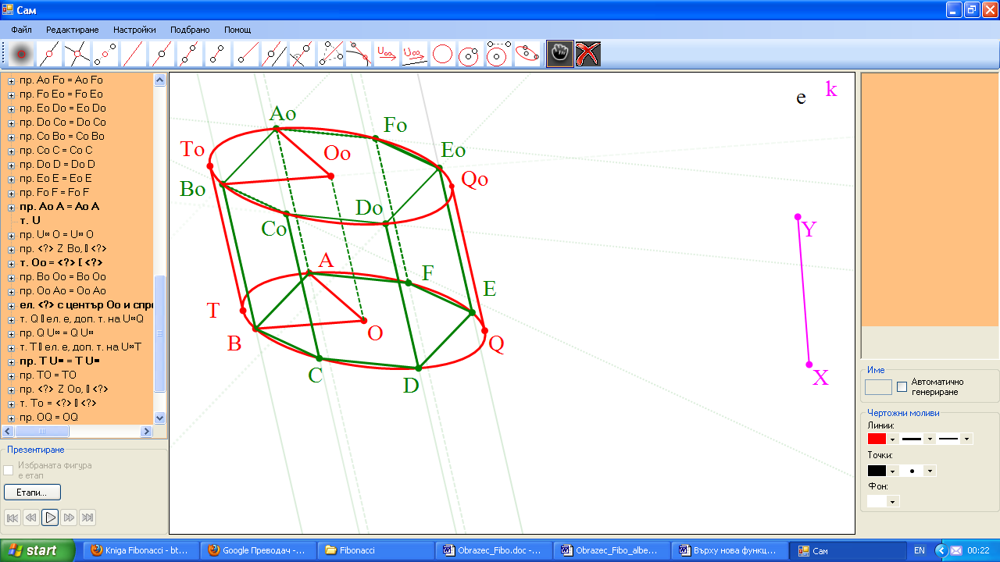 Сам
Файл Редактиране Настройки Подбрано Помощ
пр. Ao Fo = Ao Fo
пр. Fo Eo = Fo Eo
пр. Eo Do = Eo Do
пр. Do Co = Do Co
пр. Co Bo = Co Bo
пр. Co C = Co C
пр. Do D = Do D
пр. Eo E = Eo E
пр. Fo F = Fo F
пр. Ao A = Ao A
т. U
пр. U∞ O = U∞ O
пр. <?> Z Bo, <?>
т. Oo = <?> <?>
пр. Bo Oo = Bo Oo
пр. Oo Ao = Oo Ao
ел. <?> с център Oo и спр
т. Q ел. e, доп. т. на U∞Q
пр. Q U∞ = Q U∞
т. T ел. e, доп. т. на U∞T
пр. T U∞ = T U∞
пр. TO = TO
пр. <?> Z Oo, <?>
т. To = <?> <?>
пр. OQ = OQ
Презентиране
Избраната фигура
е етап
Етапи...
Ao
Fo
To
Oo
Eo
Qo
Bo
Do
Co
A
F
E
T
B
O
Q
C
D
e
k
Y
X
Име
Автоматично
генериране
Чертожни моливи
Линии:
Точки:
Фон:
start
Kniga Fibonacci - bt...
Google Преводач -...
Fibonacci
Obrazec_Fibo.doc -...
Obrazec_Fibo_albe...
Върху нова функц...
Сам
EN
00:22